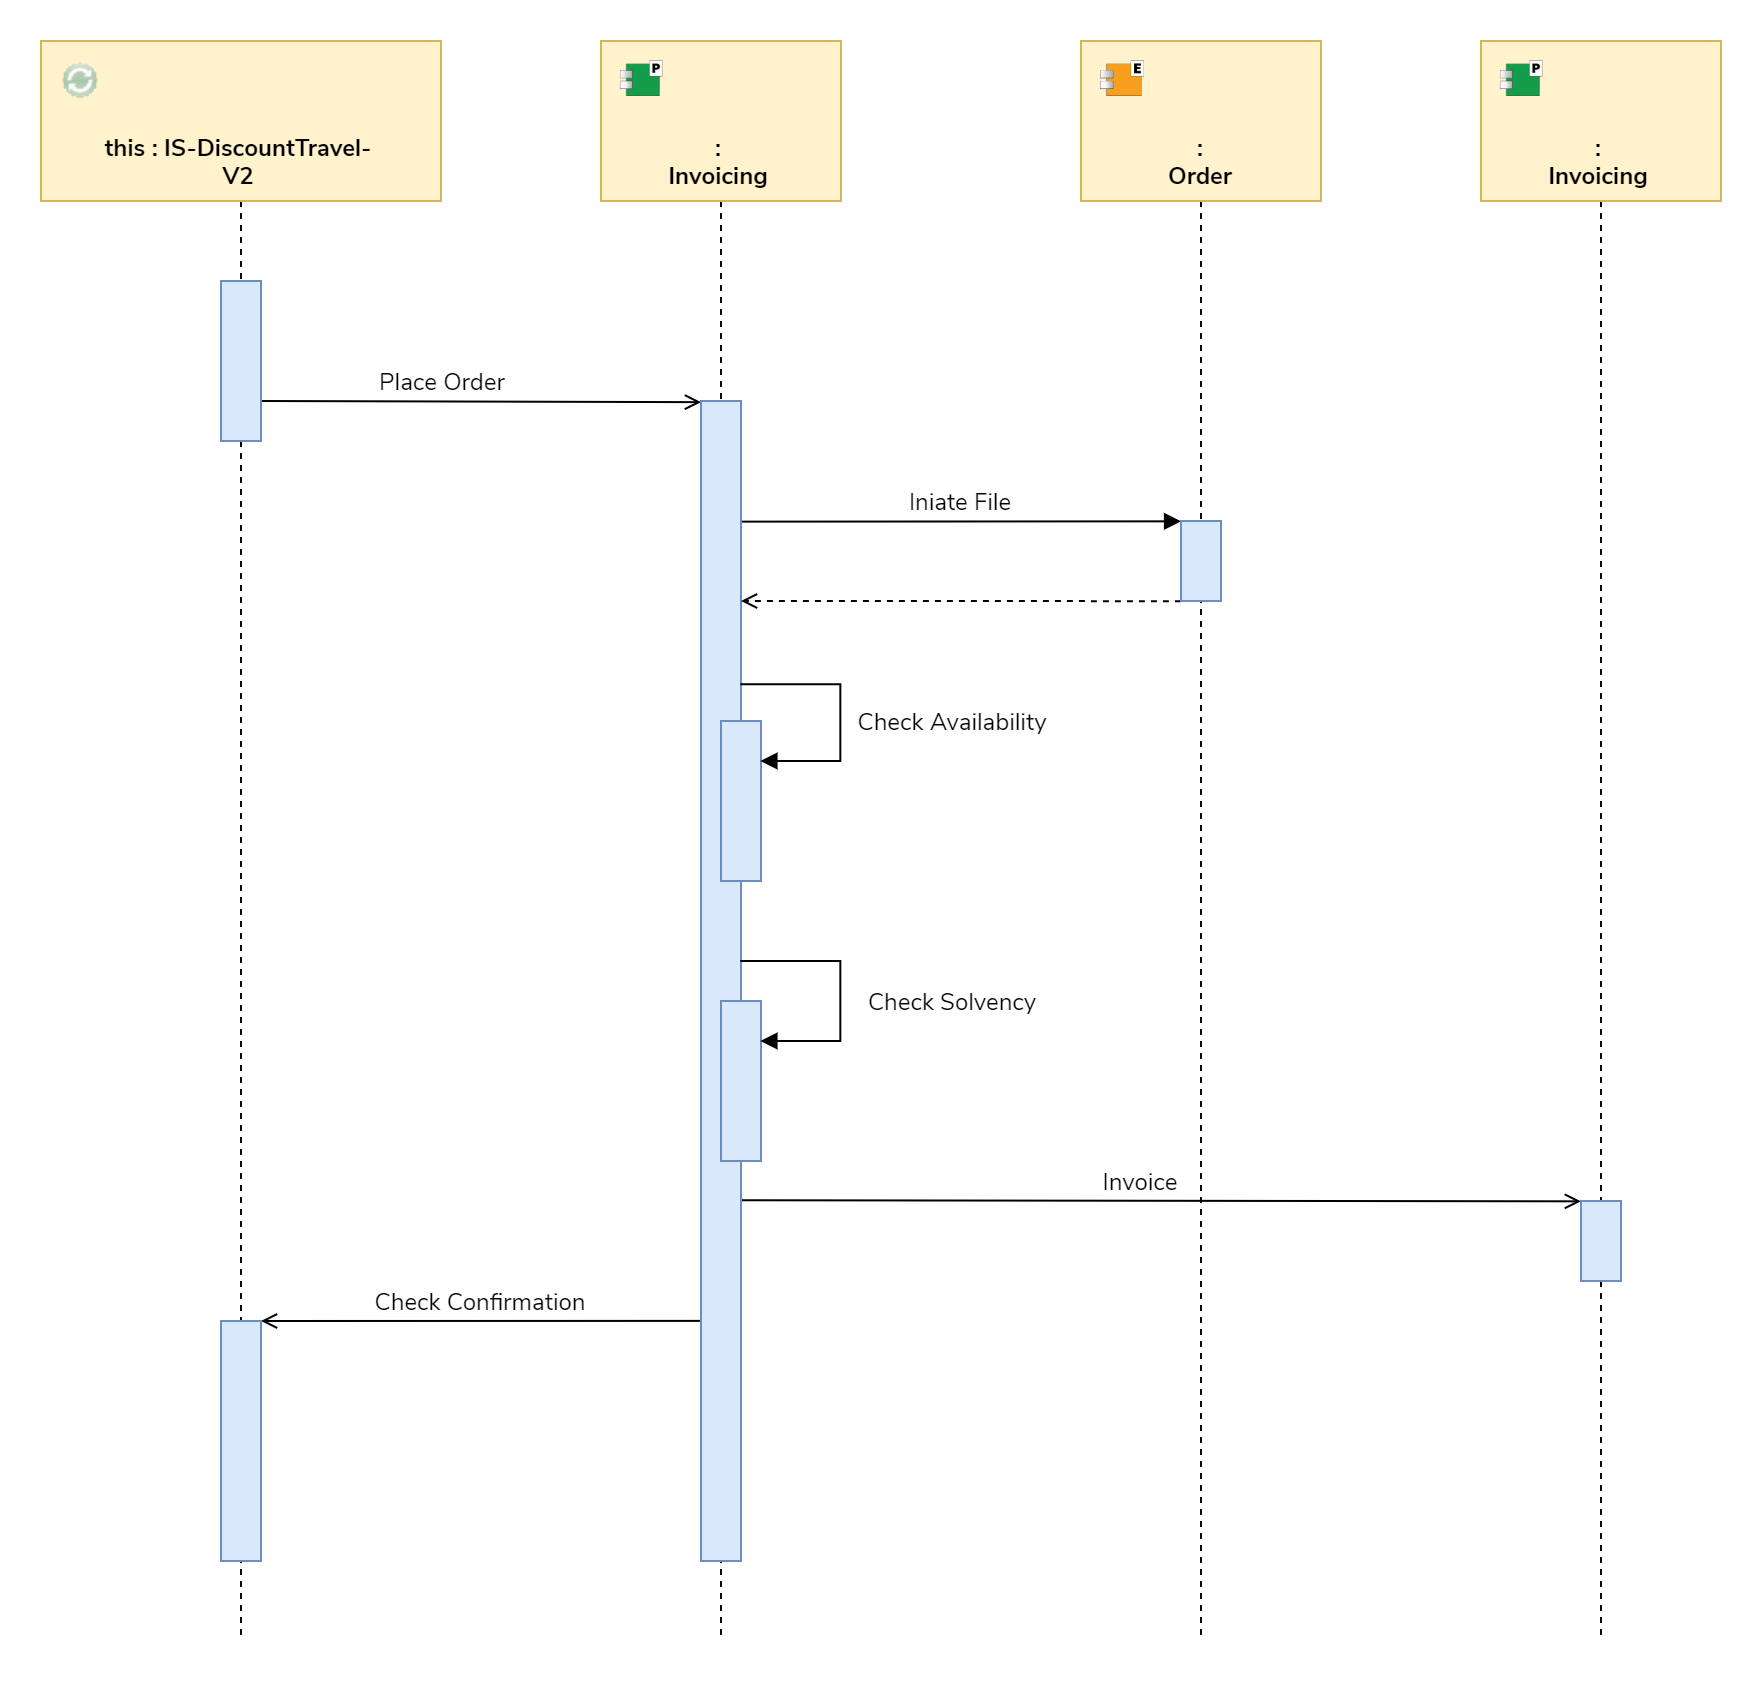 P
E
P
this : IS-DiscountTravel-
V2
:
Invoicing
:
Order
:
Invoicing
Place Order
Iniate File
Check Availability
Check Solvency
Invoice
Check Confirmation